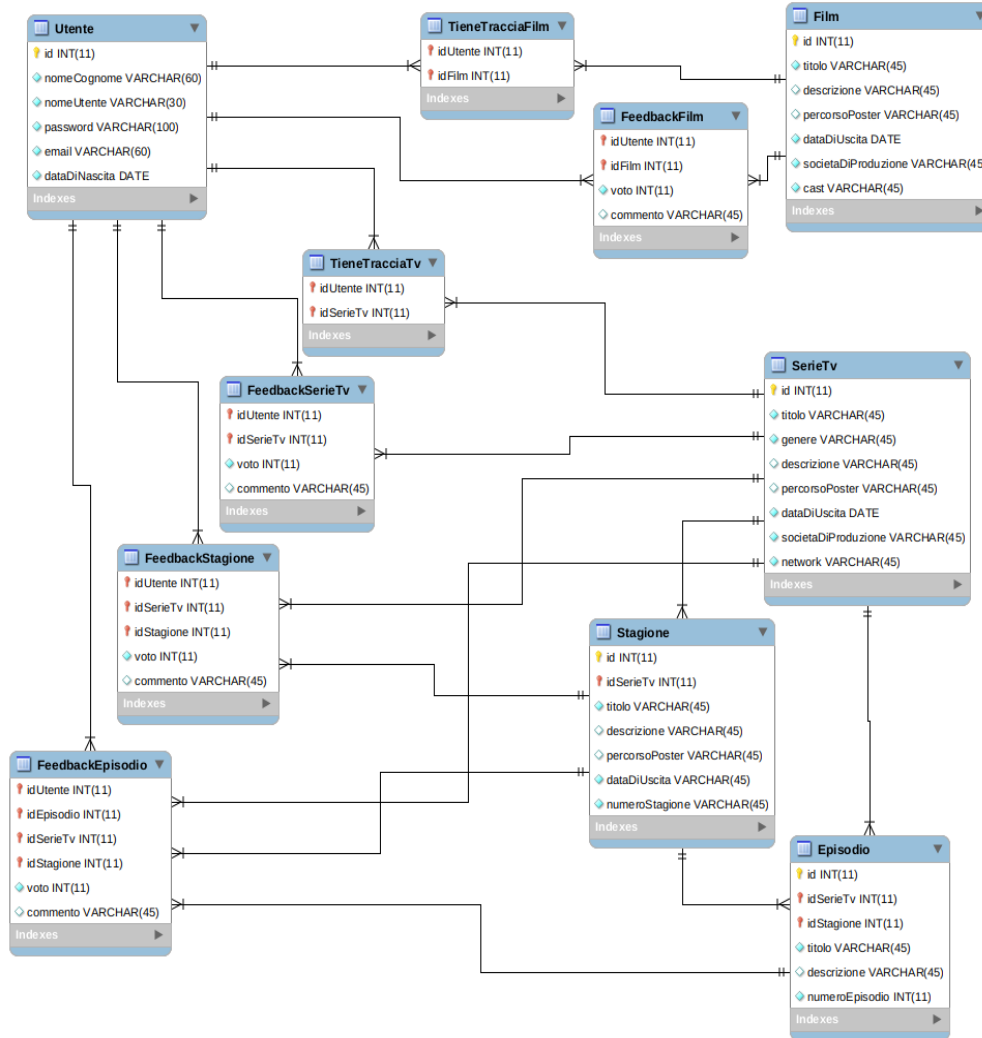 Utente
id INT(11)
nomeCognome VARCHAR(60)
nomeUtente VARCHAR(30)
password VARCHAR(100)
email VARCHAR(60)
dataDiNascita DATE
Indexes
TieneTracciaFilm
idUtente INT(11)
idFilm INT(11)
Indexes
Film
id INT(11)
titolo VARCHAR(45)
descrizione VARCHAR(45)
percorsoPoster VARCHAR(45)
dataDiUscita DATE
societaDiProduzione VARCHAR(45
cast VARCHAR(45)
Indexes
FeedbackFilm
idUtente INT(11)
idFilm INT(11)
voto INT(11)
commento VARCHAR(45)
Indexes
TieneTracciaTv
idUtente INT(11)
idSerieTv INT(11)
Indexes
FeedbackSerieTv
idUtente INT(11)
idSerieTv INT(11)
voto INT(11)
commento VARCHAR(45)
Indexes
SerieTv
id INT(11)
titolo VARCHAR(45)
genere VARCHAR(45)
descrizione VARCHAR(45)
percorsoPoster VARCHAR(45)
dataDiUscita DATE
societaDiProduzione VARCHAR(45)
network VARCHAR(45)
Indexes
FeedbackStagione
idUtente INT(11)
idSerieTv INT(11)
idStagione INT(11)
voto INT(11)
commento VARCHAR(45)
Indexes
Stagione
id INT(11)
idSerieTv INT(11)
titolo VARCHAR(45)
descrizione VARCHAR(45)
percorsoPoster VARCHAR(45)
dataDiUscita VARCHAR(45)
numeroStagione VARCHAR(45)
Indexes
FeedbackEpisodio
idUtente INT(11)
idEpisodio INT(11)
idSerieTv INT(11)
idStagione INT(11)
voto INT(11)
commento VARCHAR(45)
Indexes
Episodio
id INT(11)
idSerieTv INT(11)
idStagione INT(11)
titolo VARCHAR(45)
descrizione VARCHAR(45)
numeroEpisodio INT(11)
Indexes